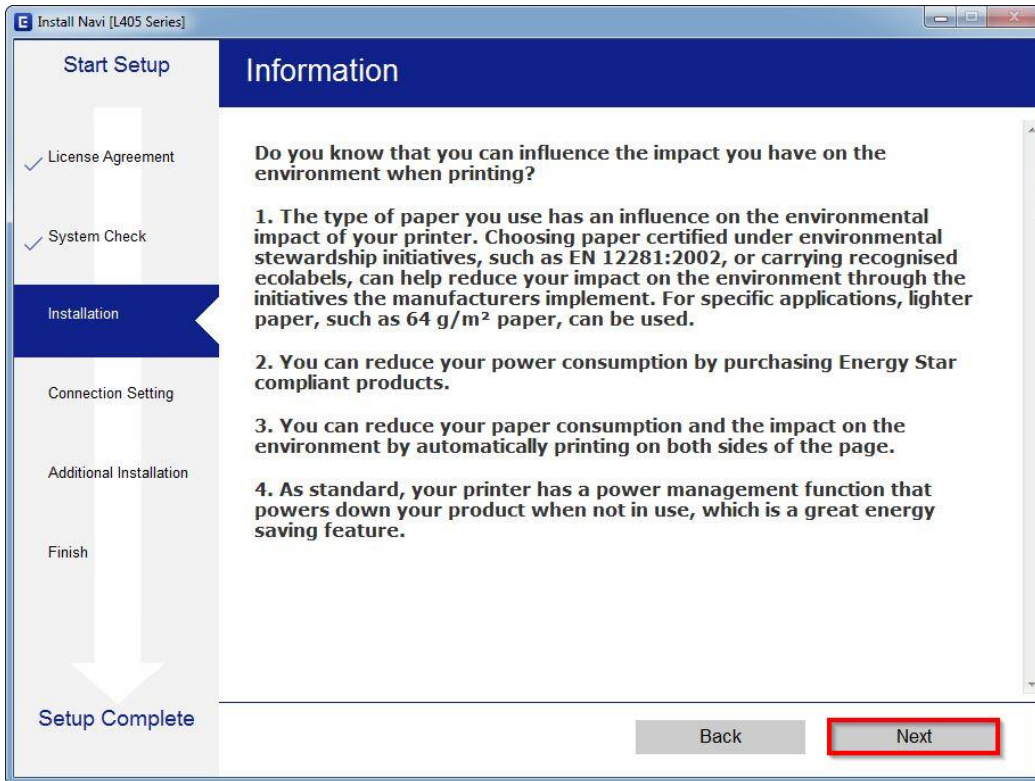 E Install Navi [L405 Series]
Start Setup
License Agreement
System Check
Installation
Connection Setting
Additional Installation
Finish
Setup Complete
Information
Do you know that you can influence the impact you have on the
environment when printing?
1. The type of paper you use has an influence on the environmental
impact of your printer. Choosing paper certified under environmental
stewardship initiatives, such as EN 12281:2002, or carrying recognised
ecolabels, can help reduce your impact on the environment through the
initiatives the manufacturers implement. For specific applications, lighter
paper, such as 64 g/m² paper, can be used.
2. You can reduce your power consumption by purchasing Energy Star
compliant products.
3. You can reduce your paper consumption and the impact on the
environment by automatically printing on both sides of the page.
4. As standard, your printer has a power management function that
powers down your product when not in use, which is a great energy
saving feature.
Back
Next